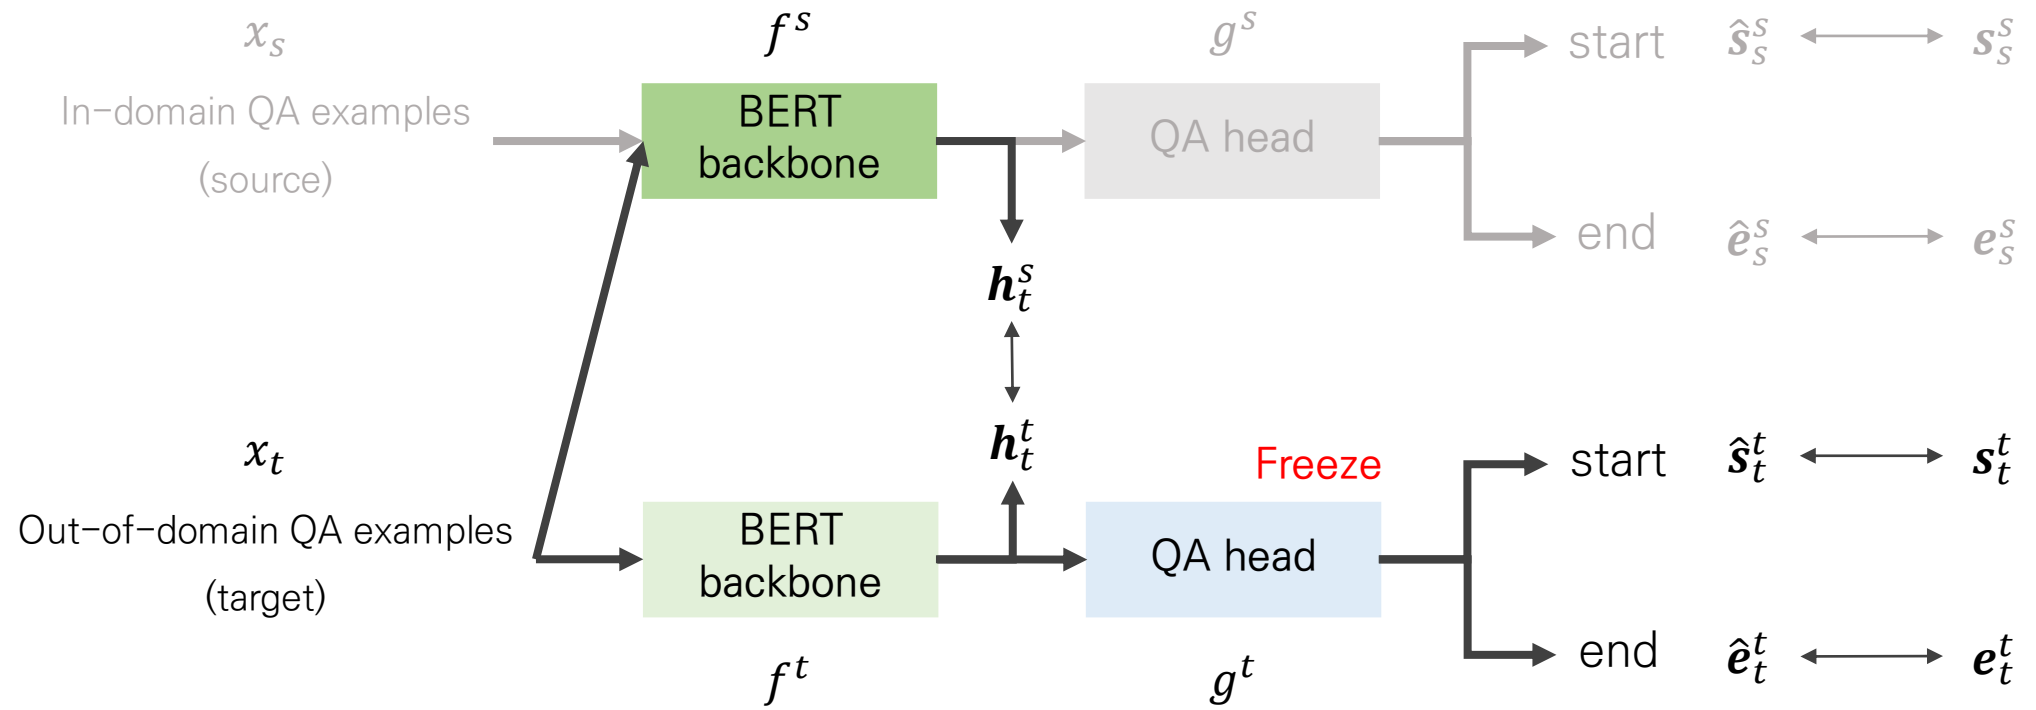 x_s
In-domain QA examples
(source)
f^s
BERT
backbone
g^s
QA head
start
ŝ_s^s
s_s^s
end
ê_s^s
e_s^s
h_t^s
h_t^t
x_t
Out-of-domain QA examples
(target)
BERT
backbone
f^t
Freeze
QA head
g^t
start
ŝ_t^t
s_t^t
end
ê_t^t
e_t^t